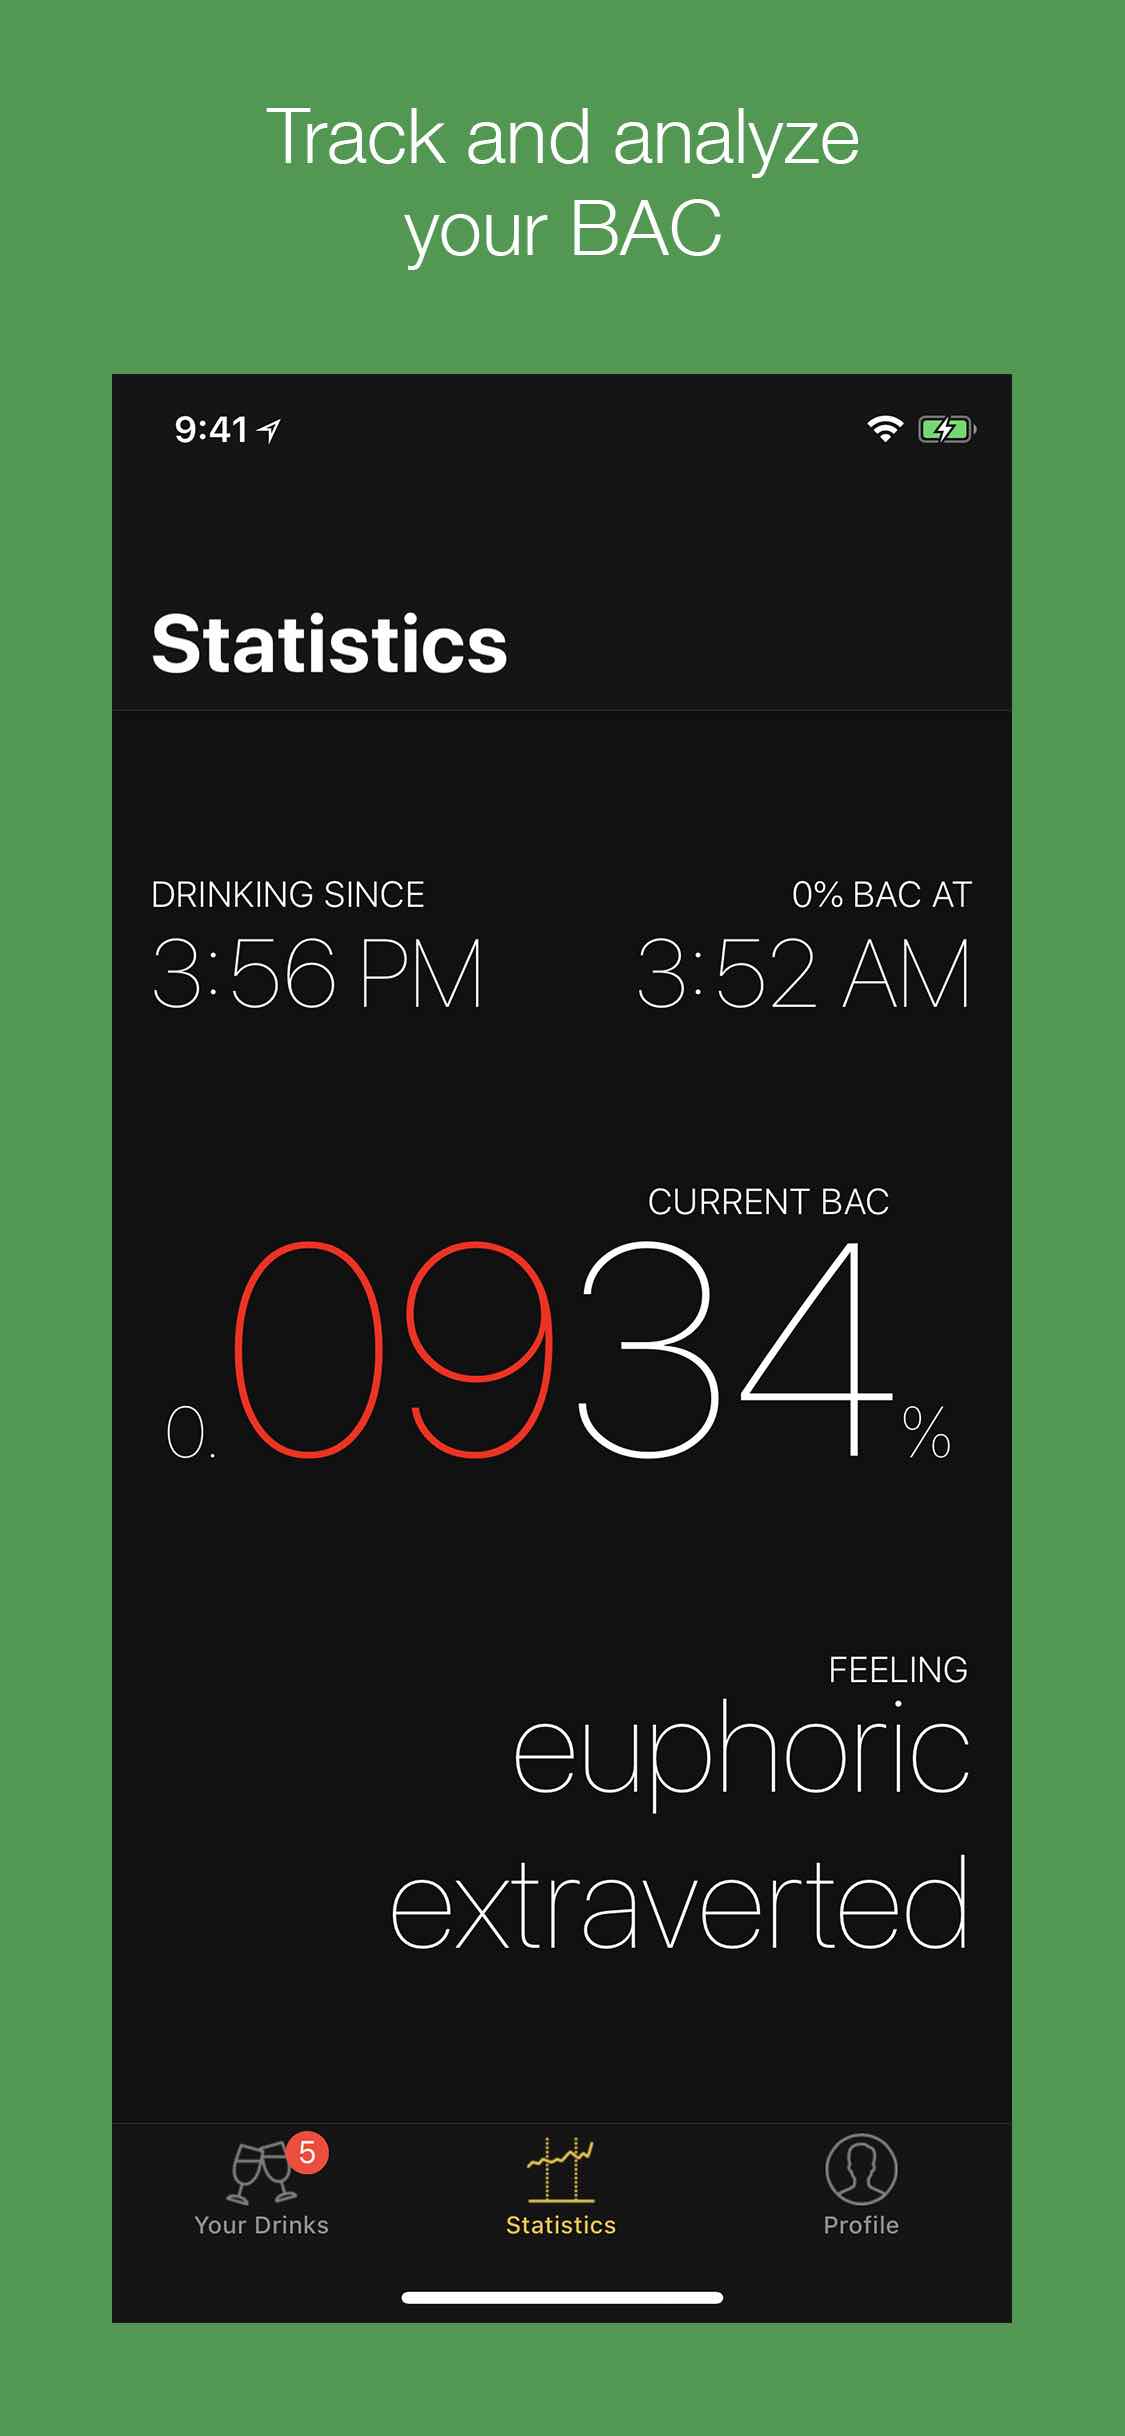 Track and analyze
your BAC
9:41
Statistics
DRINKING SINCE
3:56 PM
0% BAC AT
3:52 AM
CURRENT BAC
0.0934%
FEELING
euphoric
extraverted
5
Your Drinks
Statistics
Profile